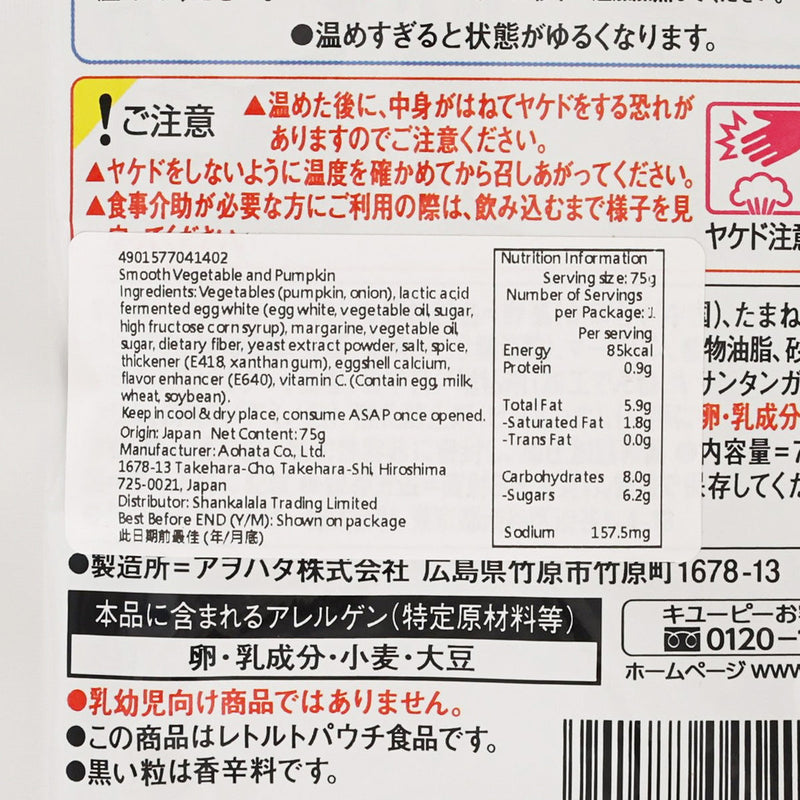 ●温めすぎると状態がゆるくなります。
!ご注意
▲温めた後に、中身がはねてヤケドをする恐れが
ありますのでご注意ください。
▲ヤケドをしないように温度を確かめてから召しあがってください。
▲食事介助が必要な方にご利用の際は、飲み込むまで様子を見
ヤケド注意
4901577041402
Smooth Vegetable and Pumpkin
Ingredients: Vegetables (pumpkin, onion), lactic acid
fermented egg white (egg white, vegetable oil, sugar,
high fructose corn syrup), margarine, vegetable oil,
sugar, dietary fiber, yeast extract powder, salt, spice,
thickener (E418, xanthan gum), eggshell calcium,
flavor enhancer (E640), vitamin C. (Contain egg, milk,
wheat, soybean).
Keep in cool & dry place, consume ASAP once opened.
Origin: Japan Net Content: 75g
Manufacturer: Aohata Co., Ltd.
1678-13 Takehara-Cho, Takehara-Shi, Hiroshima
725-0021, Japan
Distributor: Shankalala Trading Limited
Best Before END (Y/M): Shown on package
此日期前最佳 (年/月底)
Nutrition Information
Serving size: 75g
Number of Servings
per Package: 1
Per serving
Energy 85kcal
Protein 0.9g
Total Fat 5.9g
-Saturated Fat 1.8g
-Trans Fat 0.0g
Carbohydrates 8.0g
-Sugars 6.2g
Sodium 157.5mg
)、たまね
物油脂、砂
サンタンガ
卵・乳成分
内容量=7
存してくだ
●製造所=アヲハタ株式会社 広島県竹原市竹原町1678-13
本品に含まれるアレルゲン(特定原材料等)
卵・乳成分・小麦・大豆
キユーピーお
0120-
ホームページ www
●乳幼児向け商品ではありません。
●この商品はレトルトパウチ食品です。
●黒い粒は香辛料です。